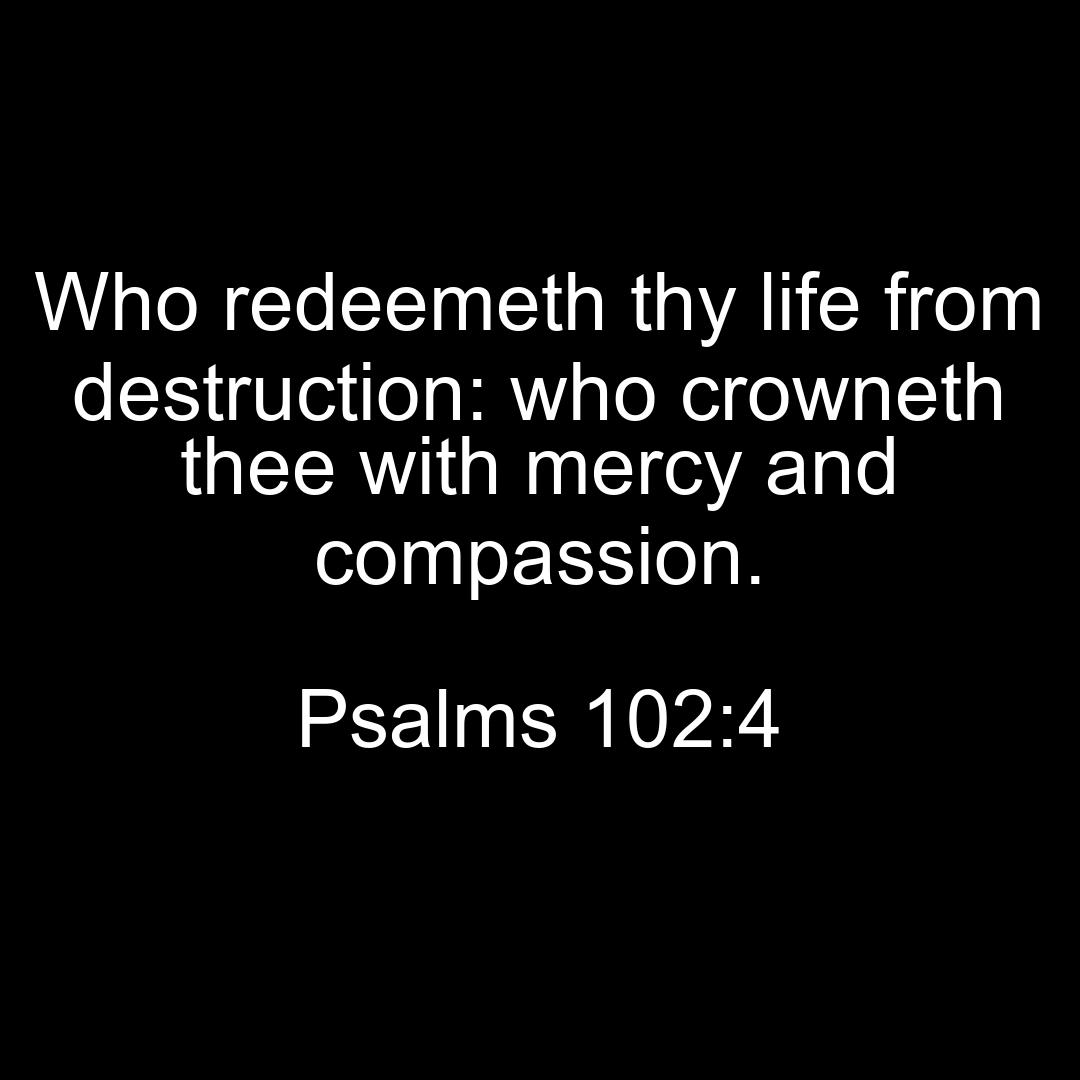 Who redeemeth thy life from
destruction: who crowneth
thee with mercy and
compassion.
Psalms 102:4